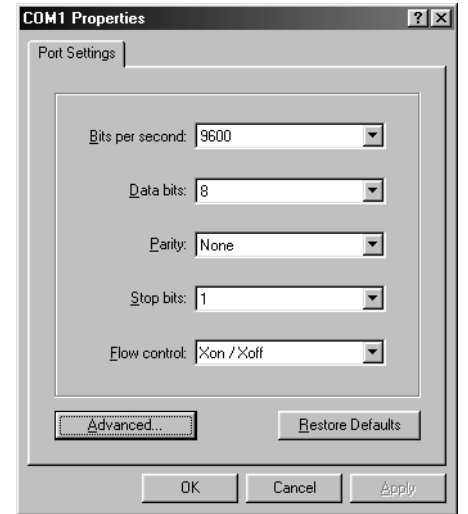 COM1 Properties
Port Settings
Bits per second: 9600
Data bits: 8
Parity: None
Stop bits: 1
Flow control: Xon / Xoff
Advanced... Restore Defaults
OK Cancel Apply